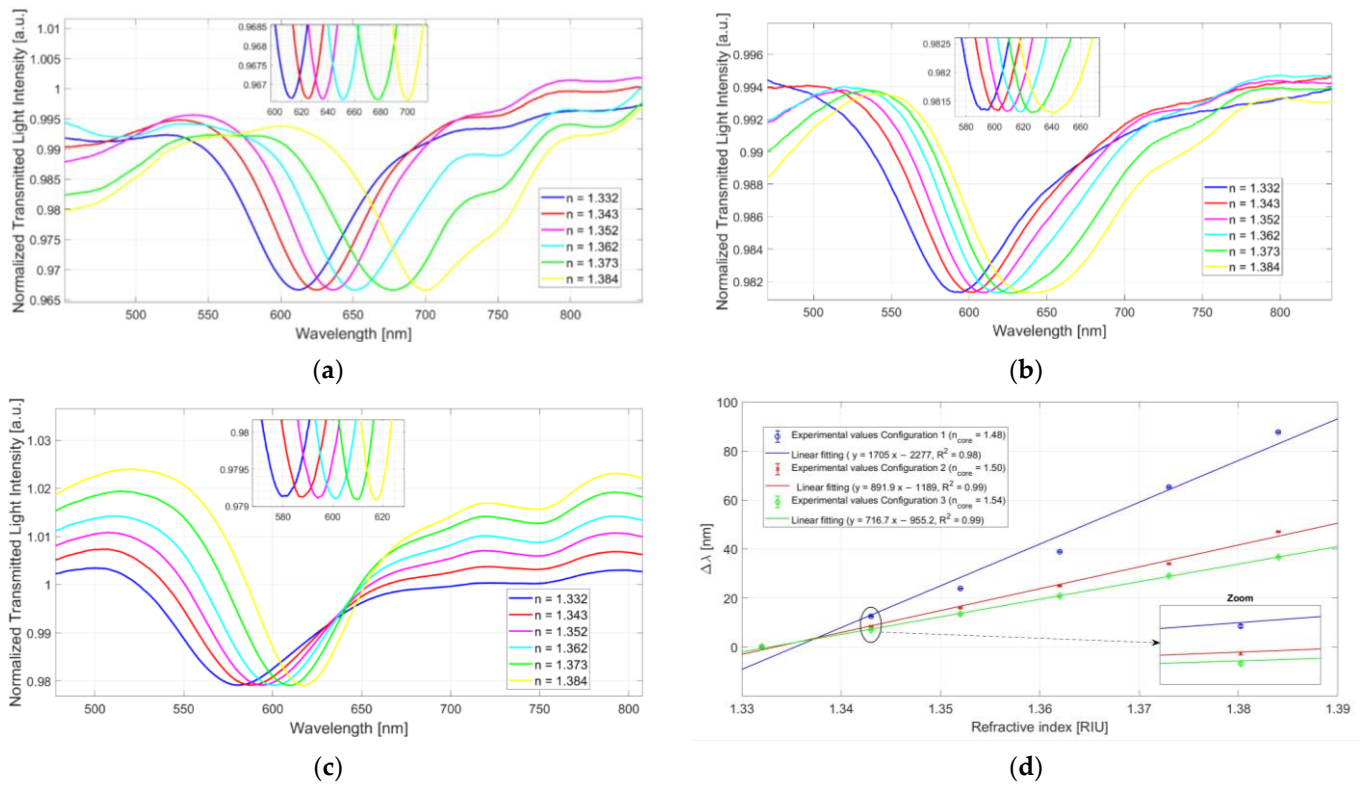 Normalized Transmitted Light Intensity [a.u.]
1.01
1.005
1
0.995
0.99
0.985
0.98
0.975
0.97
0.965
0.9685
0.968
0.9675
0.967
600 620 640 660 680 700
n = 1.332
n = 1.343
n = 1.352
n = 1.362
n = 1.373
n = 1.384
500 550 600 650 700 750 800
Wavelength [nm]
(a)
Normalized Transmitted Light Intensity [a.u.]
0.996
0.994
0.992
0.99
0.988
0.986
0.984
0.982
0.9825
0.982
0.9815
580 600 620 640 660
n = 1.332
n = 1.343
n = 1.352
n = 1.362
n = 1.373
n = 1.384
500 550 600 650 700 750 800
Wavelength [nm]
(b)
Normalized Transmitted Light Intensity [a.u.]
1.03
1.02
1.01
1
0.99
0.98
0.98
0.9795
0.979
580 600 620
n = 1.332
n = 1.343
n = 1.352
n = 1.362
n = 1.373
n = 1.384
500 550 600 650 700 750 800
Wavelength [nm]
(c)
Δλ [nm]
100
80
60
40
20
0
Experimental values Configuration 1 (n_core = 1.48)
Linear fitting ( y = 1705 x − 2277, R² = 0.98)
Experimental values Configuration 2 (n_core = 1.50)
Linear fitting (y = 891.9 x − 1189, R² = 0.99)
Experimental values Configuration 3 (n_core = 1.54)
Linear fitting (y = 716.7 x − 955.2, R² = 0.99)
Zoom
1.33 1.34 1.35 1.36 1.37 1.38 1.39
Refractive index [RIU]
(d)